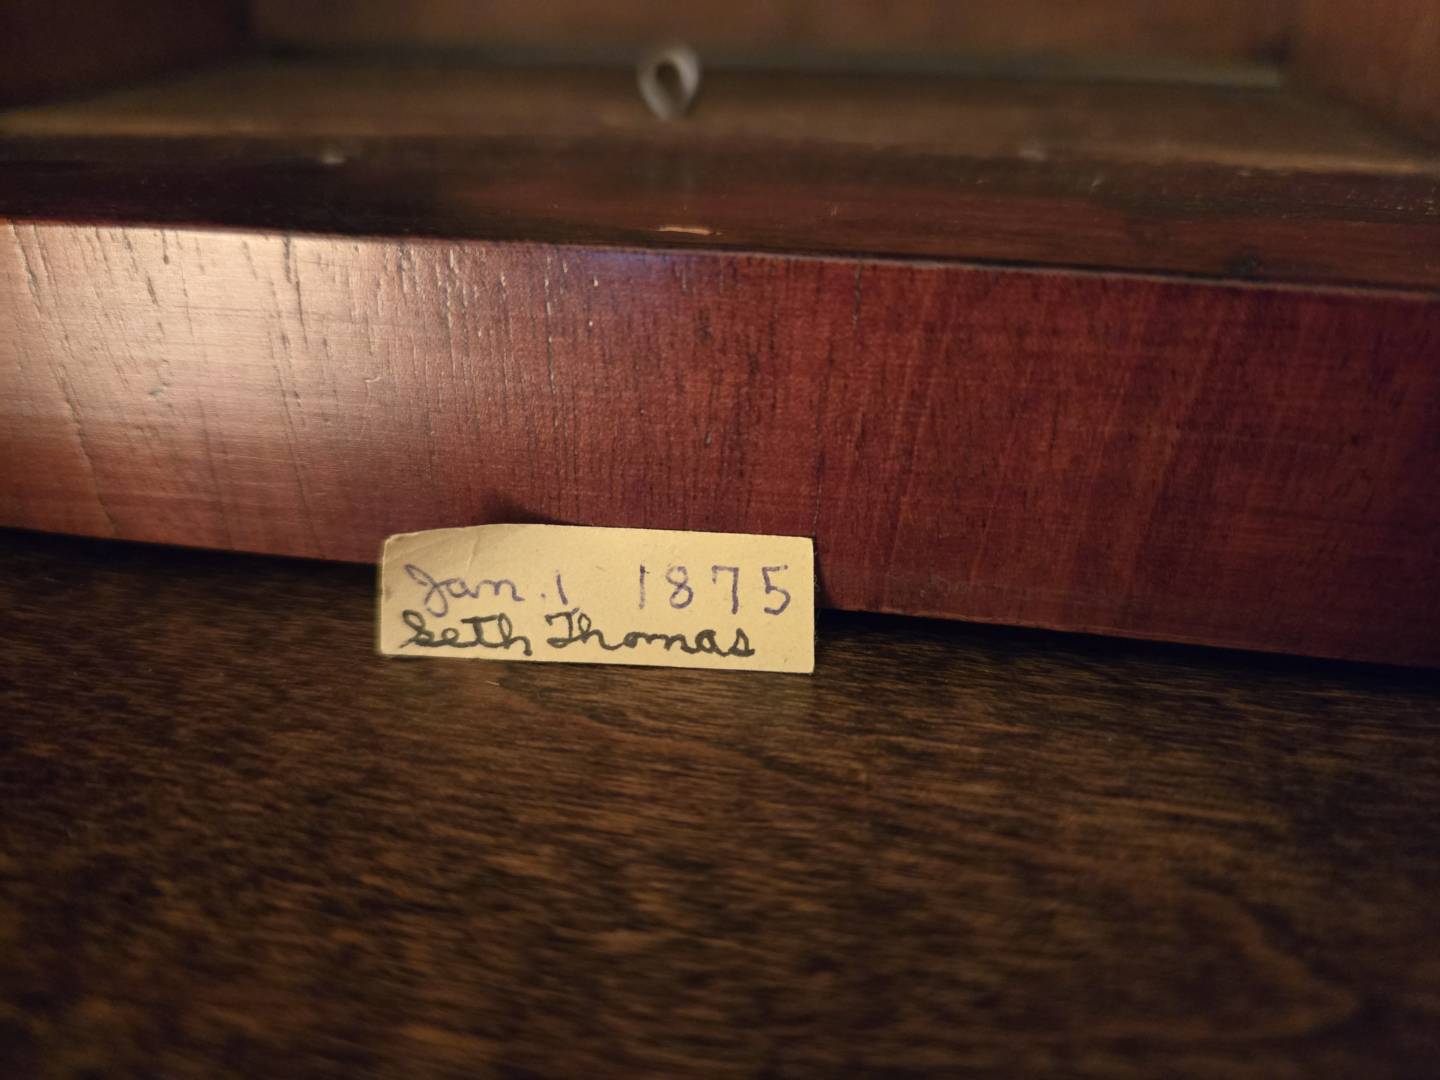 Jan. 1 1875
Seth Thomas